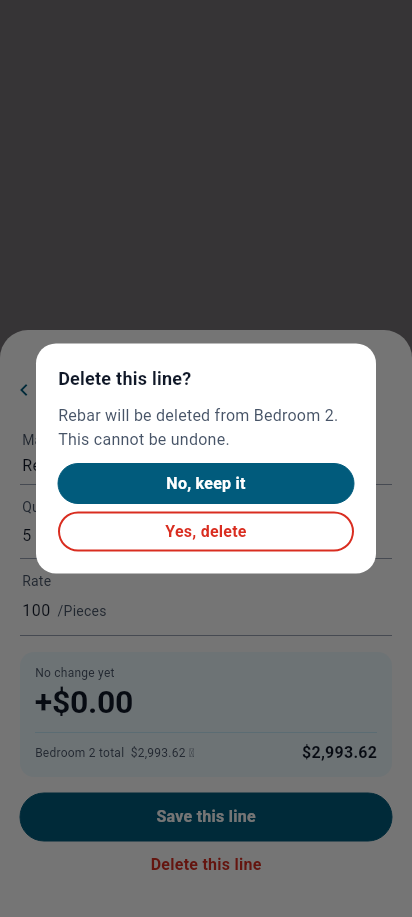 Delete this line?
Rebar will be deleted from Bedroom 2.
This cannot be undone.
No, keep it
Yes, delete
5
Rate
100 /Pieces
No change yet
+$0.00
Bedroom 2 total $2,993.62
$2,993.62
Save this line
Delete this line